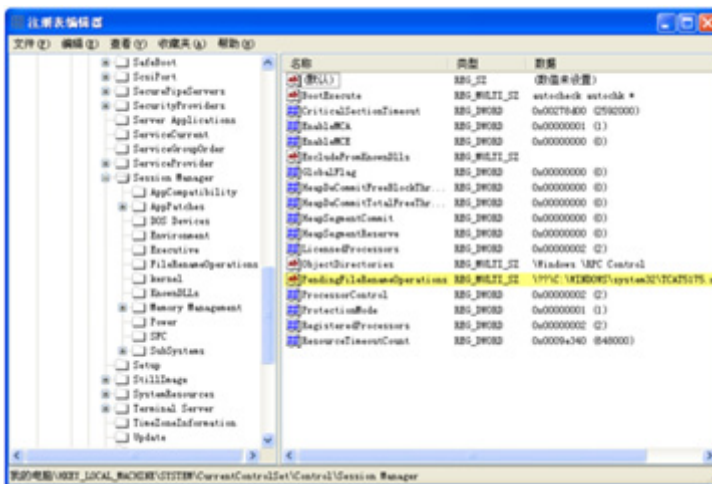 注册表编辑器
文件(F) 编辑(E) 查看(V) 收藏夹(A) 帮助(H)
SafeBoot
ScsiPort
SecurePipeServers
SecurityProviders
Server Applications
ServiceCurrent
ServiceGroupOrder
ServiceProvider
Session Manager
AppCompatibility
AppPatches
DOS Devices
Environment
Executive
FileRenameOperations
kernel
KnownDLLs
Memory Management
Power
SFC
SubSystems
Setup
StillImage
SystemResources
Terminal Server
TimeZoneInformation
Update
名称 类型 数据
(默认) REG_SZ (数值未设置)
BootExecute REG_MULTI_SZ autocheck autochk *
CriticalSectionTimeout REG_DWORD 0x00278d00 (2592000)
EnableMCA REG_DWORD 0x00000001 (1)
EnableMCE REG_DWORD 0x00000000 (0)
ExcludeFromKnownDlls REG_MULTI_SZ
GlobalFlag REG_DWORD 0x00000000 (0)
HeapDeCommitFreeBlockThr... REG_DWORD 0x00000000 (0)
HeapDeCommitTotalFreeThr... REG_DWORD 0x00000000 (0)
HeapSegmentCommit REG_DWORD 0x00000000 (0)
HeapSegmentReserve REG_DWORD 0x00000000 (0)
LicensedProcessors REG_DWORD 0x00000002 (2)
ObjectDirectories REG_MULTI_SZ \Windows \RPC Control
PendingFileRenameOperations REG_MULTI_SZ
ProcessorControl REG_DWORD 0x00000002 (2)
ProtectionMode REG_DWORD 0x00000001 (1)
RegisteredProcessors REG_DWORD 0x00000002 (2)
ResourceTimeoutCount REG_DWORD 0x0009e340 (648000)
我的电脑\HKEY_LOCAL_MACHINE\SYSTEM\CurrentControlSet\Control\Session Manager